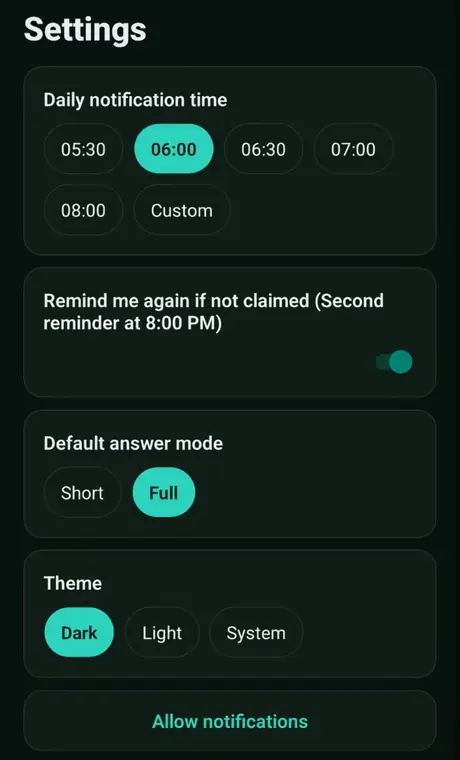 Settings
Daily notification time
05:30 06:00 06:30 07:00
08:00 Custom
Remind me again if not claimed (Second
reminder at 8:00 PM)
Default answer mode
Short Full
Theme
Dark Light System
Allow notifications